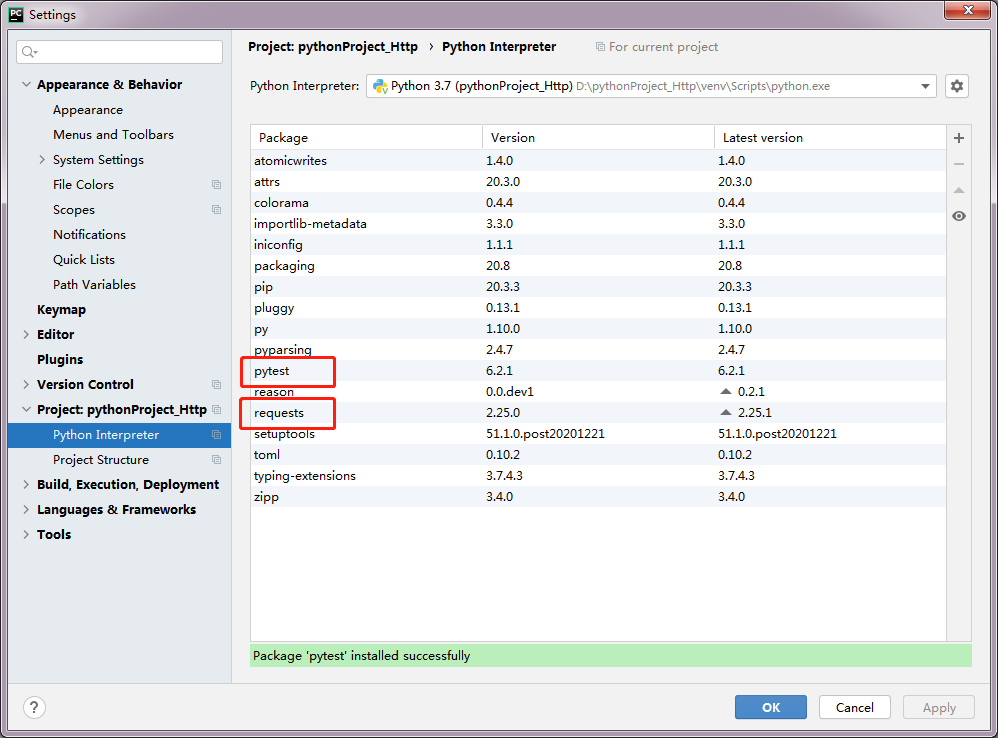 PC Settings
Appearance & Behavior
Appearance
Menus and Toolbars
System Settings
File Colors
Scopes
Notifications
Quick Lists
Path Variables
Keymap
Editor
Plugins
Version Control
Project: pythonProject_Http
Python Interpreter
Project Structure
Build, Execution, Deployment
Languages & Frameworks
Tools
Project: pythonProject_Http › Python Interpreter For current project
Python Interpreter: Python 3.7 (pythonProject_Http) D:\pythonProject_Http\venv\Scripts\python.exe
Package Version Latest version
atomicwrites 1.4.0 1.4.0
attrs 20.3.0 20.3.0
colorama 0.4.4 0.4.4
importlib-metadata 3.3.0 3.3.0
iniconfig 1.1.1 1.1.1
packaging 20.8 20.8
pip 20.3.3 20.3.3
pluggy 0.13.1 0.13.1
py 1.10.0 1.10.0
pyparsing 2.4.7 2.4.7
pytest 6.2.1 6.2.1
reason 0.0.dev1 0.2.1
requests 2.25.0 2.25.1
setuptools 51.1.0.post20201221 51.1.0.post20201221
toml 0.10.2 0.10.2
typing-extensions 3.7.4.3 3.7.4.3
zipp 3.4.0 3.4.0
Package 'pytest' installed successfully
? OK Cancel Apply